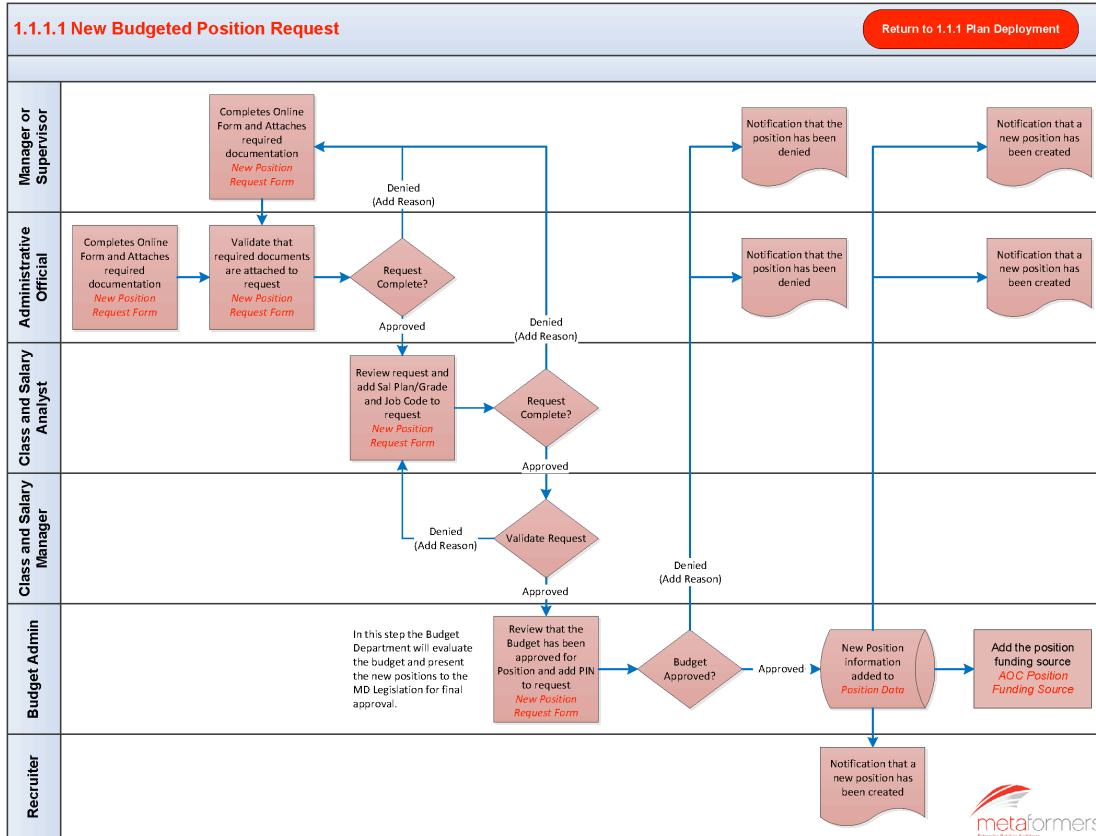 1.1.1.1 New Budgeted Position Request
Return to 1.1.1 Plan Deployment
Manager or
Supervisor
Completes Online
Form and Attaches
required
documentation
New Position
Request Form
Denied
(Add Reason)
Notification that the
position has been
denied
Notification that a
new position has
been created
Administrative
Official
Completes Online
Form and Attaches
required
documentation
New Position
Request Form
Validate that
required documents
are attached to
request
New Position
Request Form
Request
Complete?
Approved
Denied
(Add Reason)
Notification that the
position has been
denied
Notification that a
new position has
been created
Class and Salary
Analyst
Review request and
add Sal Plan/Grade
and Job Code to
request
New Position
Request Form
Request
Complete?
Approved
Class and Salary
Manager
Denied
(Add Reason)
Validate Request
Approved
Denied
(Add Reason)
Budget Admin
In this step the Budget
Department will evaluate
the budget and present
the new positions to the
MD Legislation for final
approval.
Review that the
Budget has been
approved for
Position and add PIN
to request
New Position
Request Form
Budget
Approved?
Approved
New Position
information
added to
Position Data
Add the position
funding source
AOC Position
Funding Source
Recruiter
Notification that a
new position has
been created
metaformers